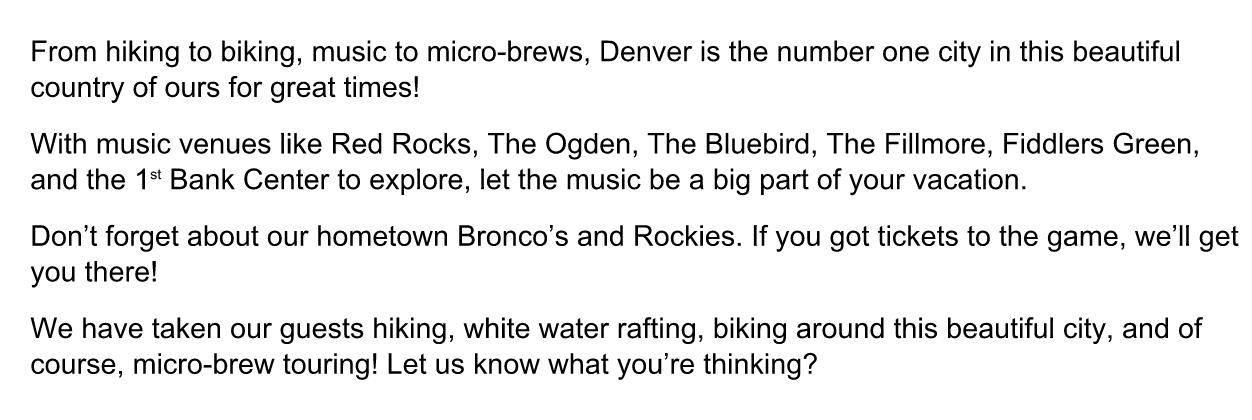 From hiking to biking, music to micro-brews, Denver is the number one city in this beautiful
country of ours for great times!
With music venues like Red Rocks, The Ogden, The Bluebird, The Fillmore, Fiddlers Green,
and the 1st Bank Center to explore, let the music be a big part of your vacation.
Don’t forget about our hometown Bronco’s and Rockies. If you got tickets to the game, we’ll get
you there!
We have taken our guests hiking, white water rafting, biking around this beautiful city, and of
course, micro-brew touring! Let us know what you’re thinking?